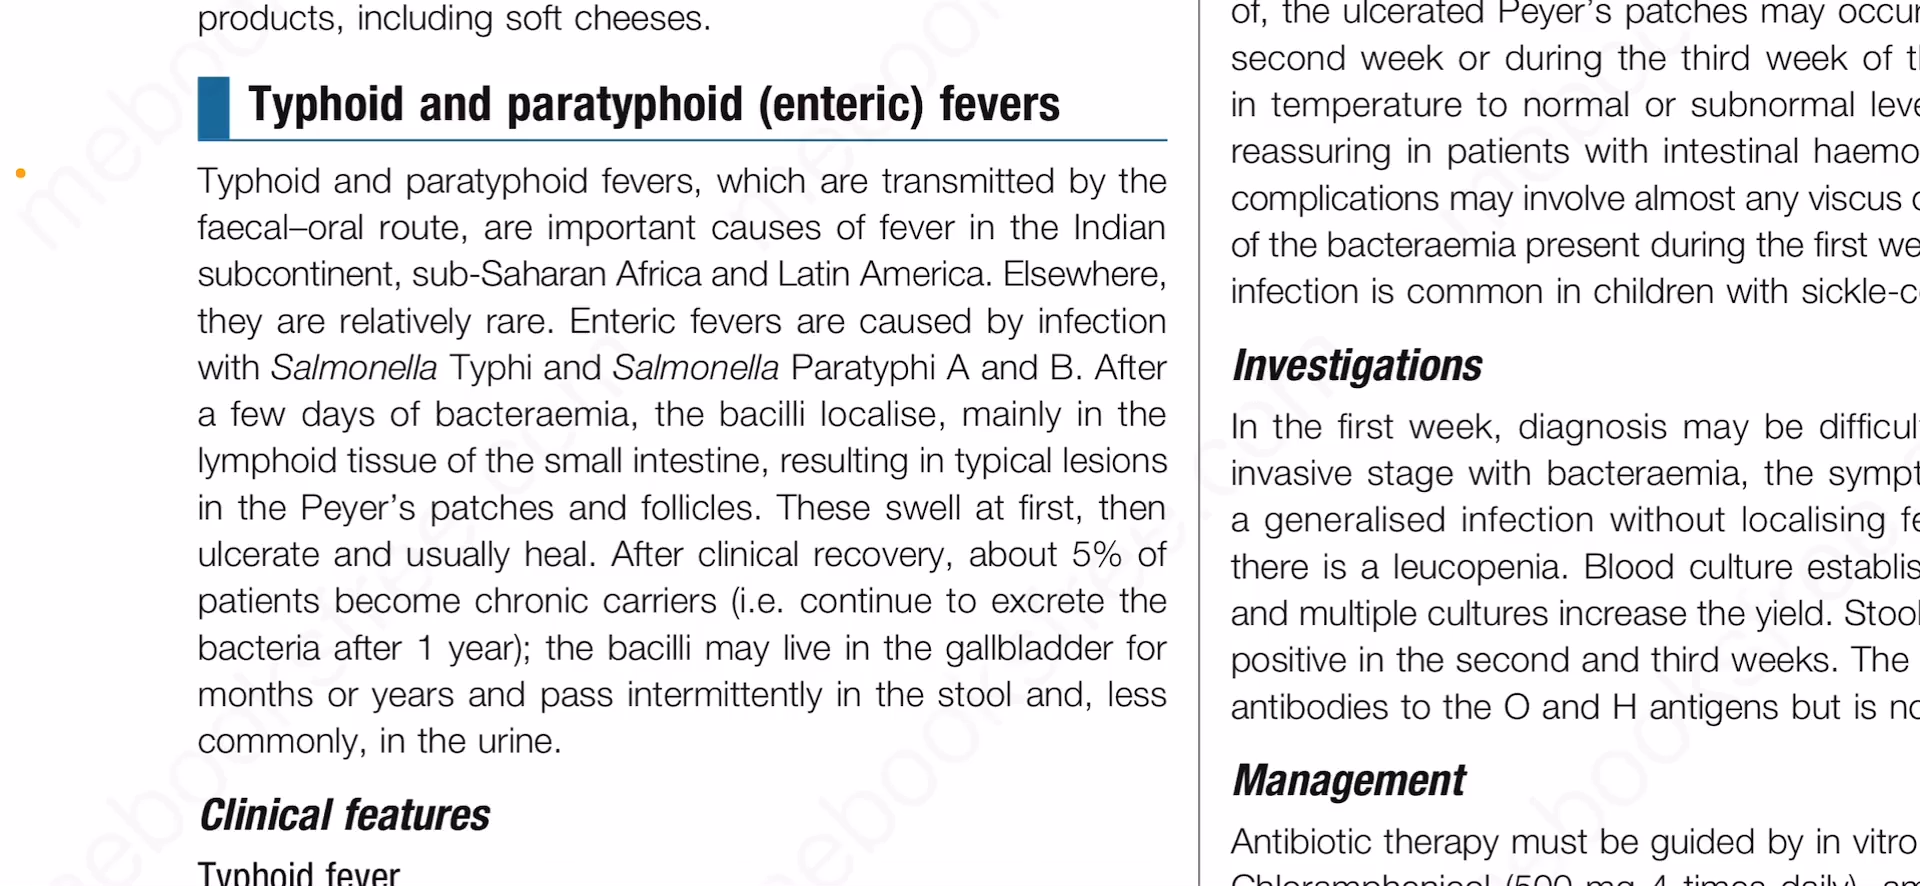 products, including soft cheeses.
Typhoid and paratyphoid (enteric) fevers
Typhoid and paratyphoid fevers, which are transmitted by the
faecal–oral route, are important causes of fever in the Indian
subcontinent, sub-Saharan Africa and Latin America. Elsewhere,
they are relatively rare. Enteric fevers are caused by infection
with Salmonella Typhi and Salmonella Paratyphi A and B. After
a few days of bacteraemia, the bacilli localise, mainly in the
lymphoid tissue of the small intestine, resulting in typical lesions
in the Peyer’s patches and follicles. These swell at first, then
ulcerate and usually heal. After clinical recovery, about 5% of
patients become chronic carriers (i.e. continue to excrete the
bacteria after 1 year); the bacilli may live in the gallbladder for
months or years and pass intermittently in the stool and, less
commonly, in the urine.
Clinical features
Typhoid fever
of, the ulcerated Peyer’s patches may occur
second week or during the third week of
in temperature to normal or subnormal
reassuring in patients with intestinal
complications may involve almost any viscus
of the bacteraemia present during the first
infection is common in children with
Investigations
In the first week, diagnosis may be
invasive stage with bacteraemia, the
a generalised infection without localising
there is a leucopenia. Blood culture
and multiple cultures increase the yield.
positive in the second and third weeks. The
antibodies to the O and H antigens but is
Management
Antibiotic therapy must be guided by in vitro
Chloramphenicol (500 mg 4 times daily),